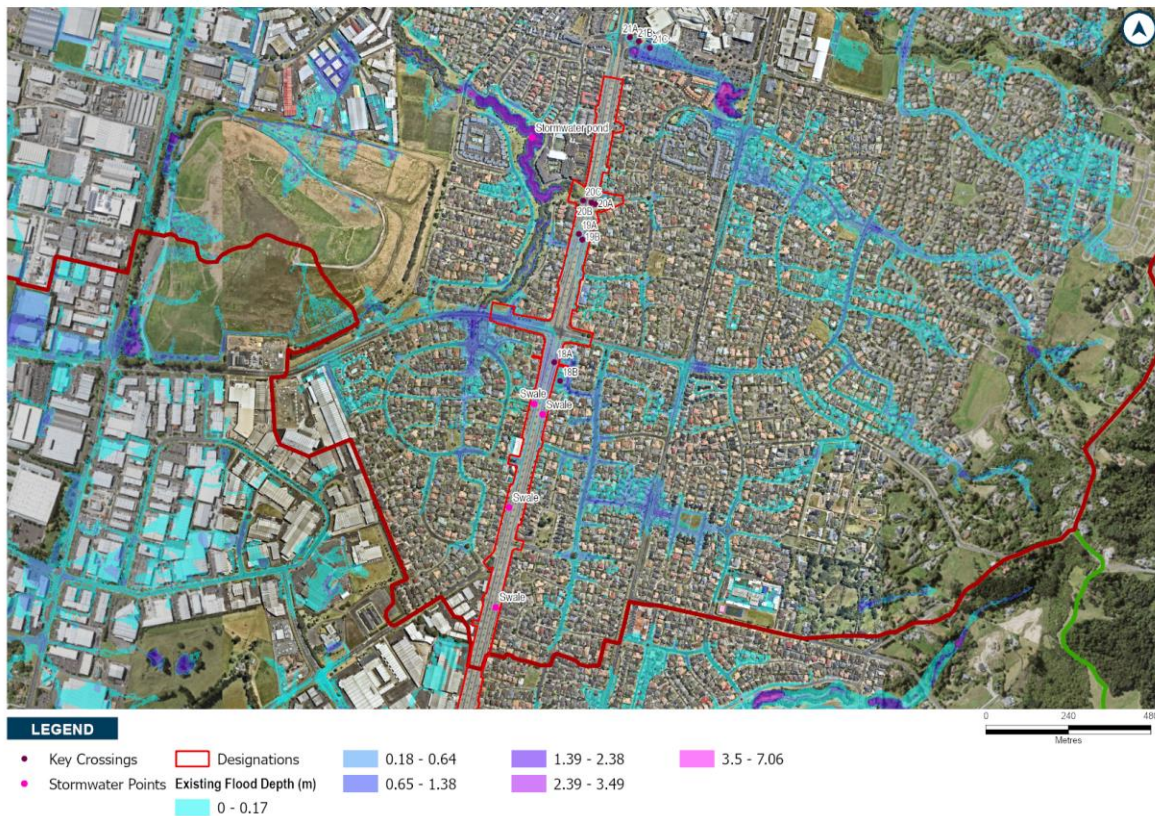 21A
21B
21C
Stormwater pond
20C
20A
20B
19A
19B
18A
18B
Swale
Swale
Swale
Swale
LEGEND
Key Crossings
Designations
0.18 - 0.64
1.39 - 2.38
3.5 - 7.06
Stormwater Points
Existing Flood Depth (m)
0.65 - 1.38
2.39 - 3.49
0 - 0.17
0
240
480
Metres